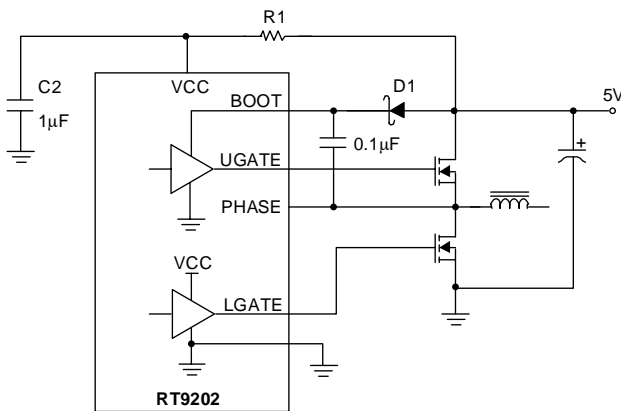 R1
C2
1μF
VCC
BOOT
D1
5V
0.1μF
+
UGATE
PHASE
VCC
LGATE
RT9202